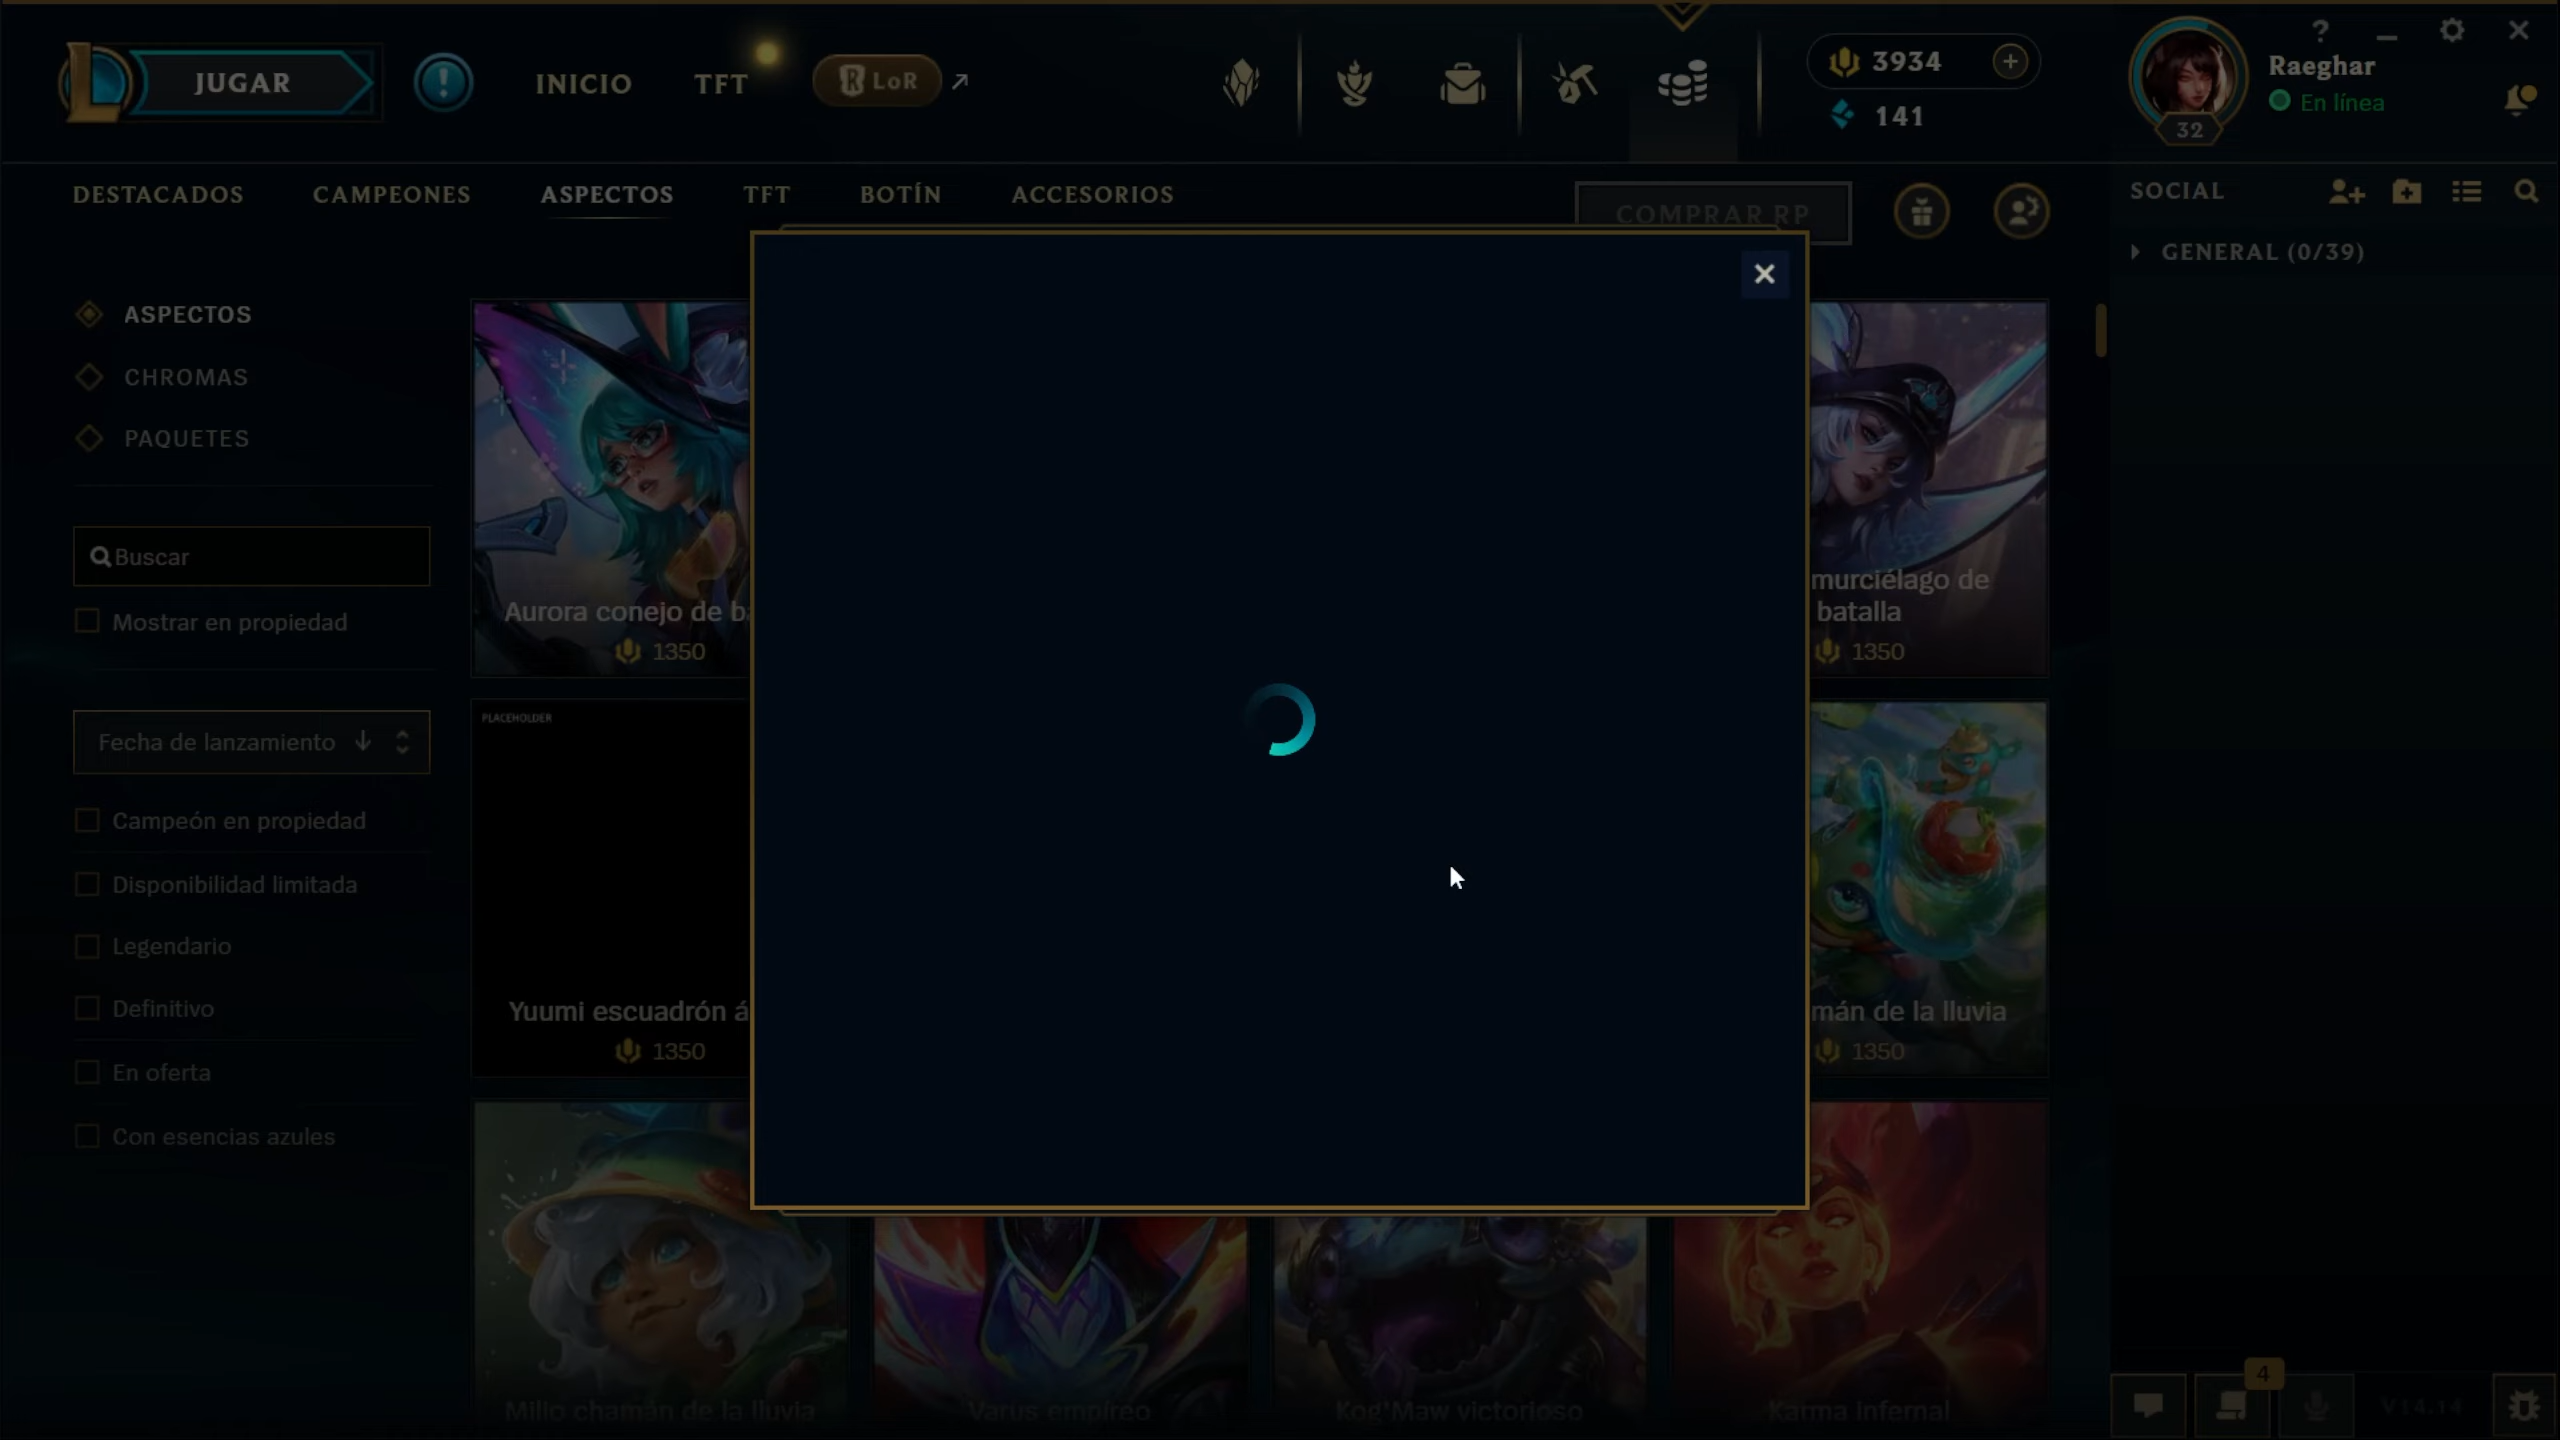 JUGAR
INICIO
TFT
LoR
3934
141
?
Raeghar
En línea
32
DESTACADOS
CAMPEONES
ASPECTOS
TFT
BOTÍN
ACCESORIOS
COMPRAR RP
SOCIAL
GENERAL (0/39)
ASPECTOS
CHROMAS
PAQUETES
Buscar
Mostrar en propiedad
Fecha de lanzamiento
Campeón en propiedad
Disponibilidad limitada
Legendario
Definitivo
En oferta
Con esencias azules
Aurora conejo de ba
1350
murciélago de
batalla
1350
PLACEHOLDER
Yuumi escuadrón á
1350
mán de la lluvia
1350
Milio chamán de la lluvia
Varus empíreo
Kog'Maw victorioso
Karma infernal
4
V14.14